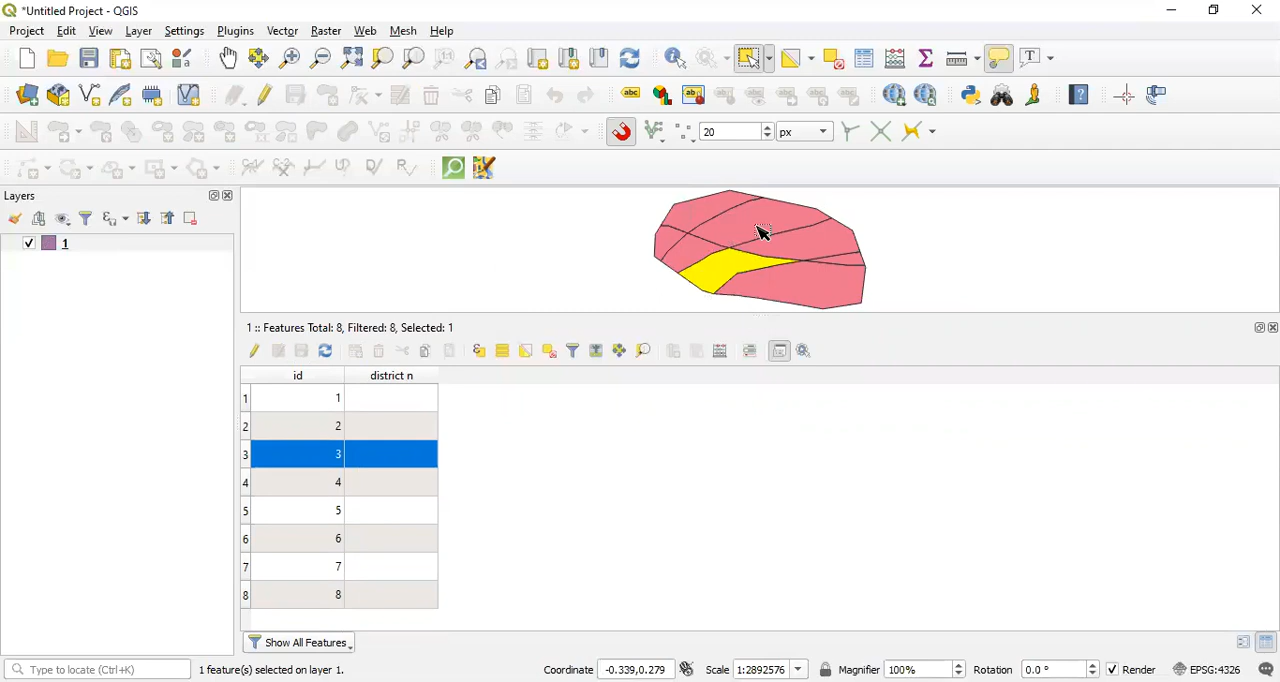 *Untitled Project - QGIS
Project Edit View Layer Settings Plugins Vector Raster Web Mesh Help
abc
20 px
Layers
1
1 :: Features Total: 8, Filtered: 8, Selected: 1
id district n
1 1
2 2
3 3
4 4
5 5
6 6
7 7
8 8
Show All Features
Type to locate (Ctrl+K) 1 feature(s) selected on layer 1. Coordinate -0.339,0.279 Scale 1:2892576 Magnifier 100% Rotation 0.0 ° Render EPSG:4326